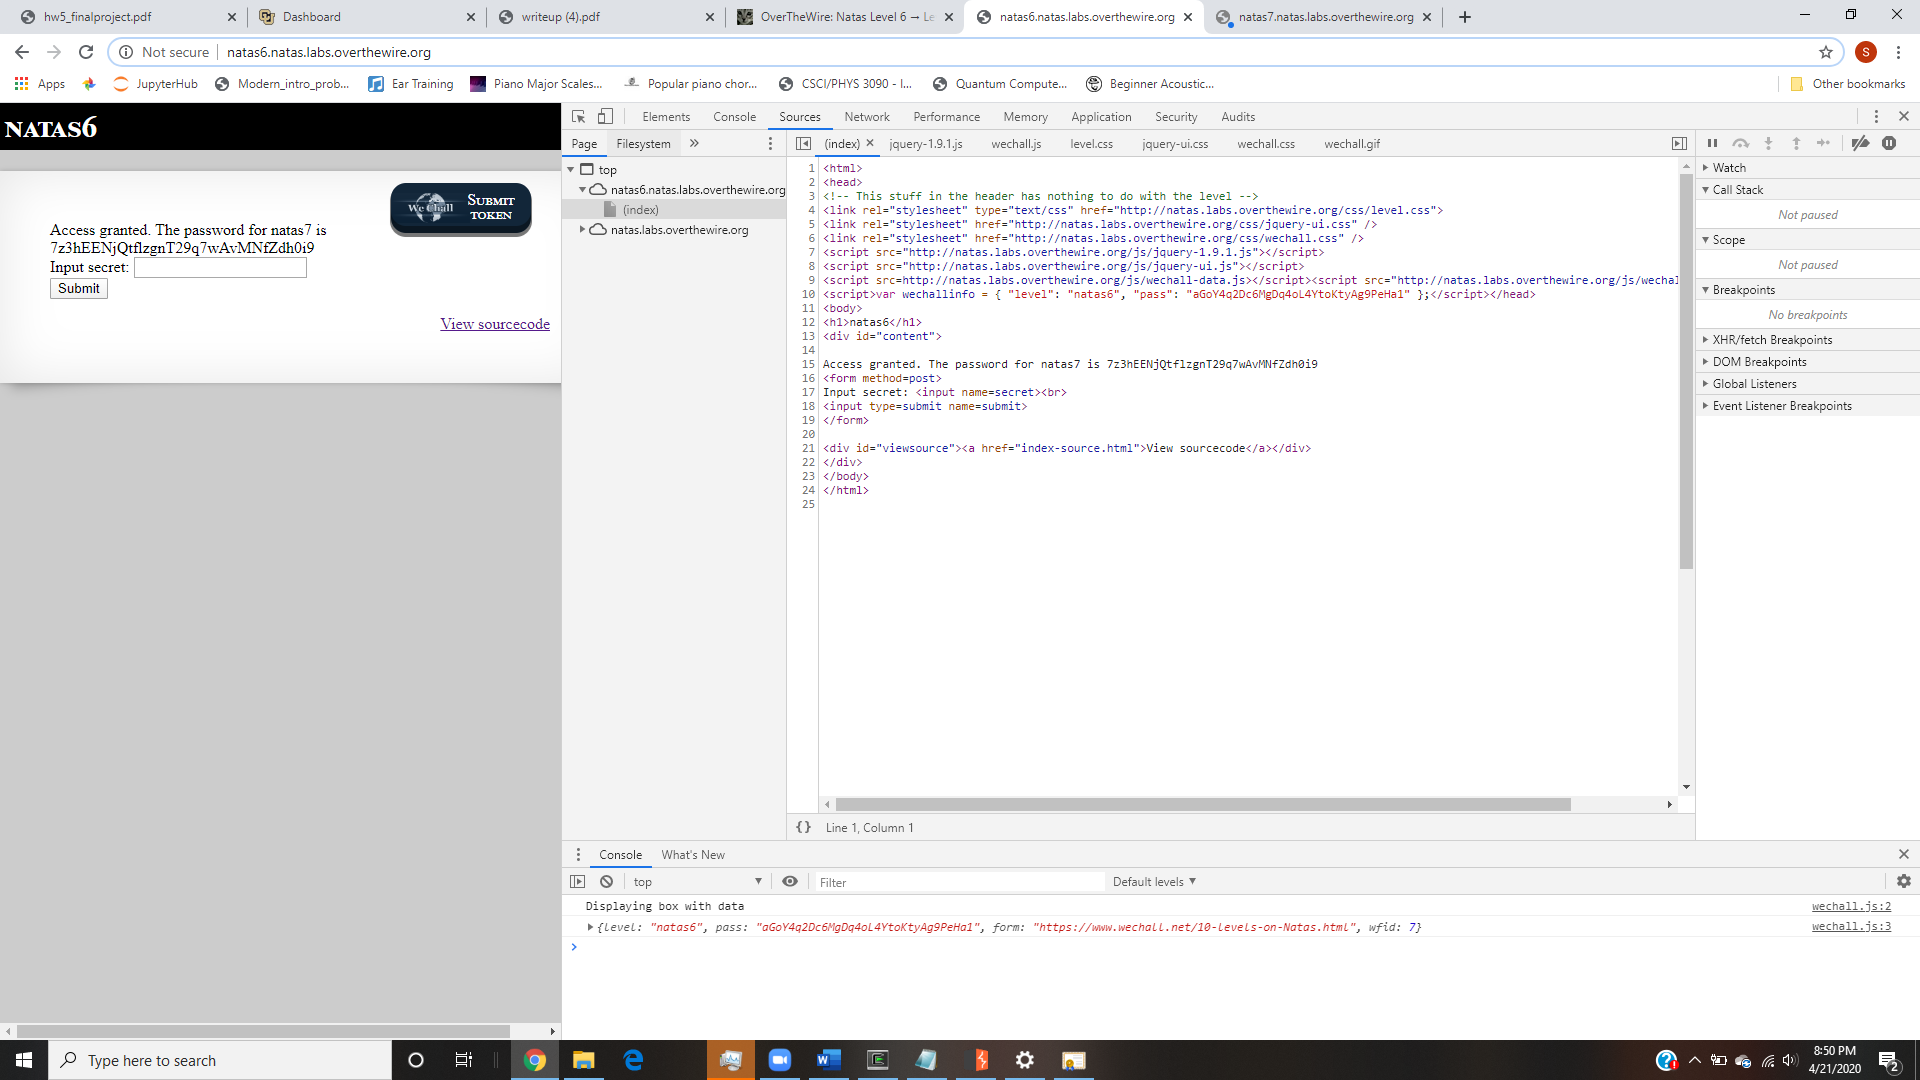 hw5_finalproject.pdf
Dashboard
writeup (4).pdf
OverTheWire: Natas Level 6 → Le
natas6.natas.labs.overthewire.org
natas7.natas.labs.overthewire.org
Not secure
natas6.natas.labs.overthewire.org
S
Apps
JupyterHub
Modern_intro_prob...
Ear Training
Piano Major Scales...
Popular piano chor...
CSCI/PHYS 3090 - I...
Quantum Compute...
Beginner Acoustic...
Other bookmarks
NATAS6
We Chall
SUBMIT
TOKEN
Access granted. The password for natas7 is
7z3hEENjQtflzgnT29q7wAvMNfZdh0i9
Input secret:
Submit
View sourcecode
Elements
Console
Sources
Network
Performance
Memory
Application
Security
Audits
Page
Filesystem
top
natas6.natas.labs.overthewire.org
(index)
natas.labs.overthewire.org
(index)
jquery-1.9.1.js
wechall.js
level.css
jquery-ui.css
wechall.css
wechall.gif
1 <html>
2 <head>
3 <!-- This stuff in the header has nothing to do with the level -->
4 <link rel="stylesheet" type="text/css" href="http://natas.labs.overthewire.org/css/level.css">
5 <link rel="stylesheet" href="http://natas.labs.overthewire.org/css/jquery-ui.css" />
6 <link rel="stylesheet" href="http://natas.labs.overthewire.org/css/wechall.css" />
7 <script src="http://natas.labs.overthewire.org/js/jquery-1.9.1.js"></script>
8 <script src="http://natas.labs.overthewire.org/js/jquery-ui.js"></script>
9 <script src=http://natas.labs.overthewire.org/js/wechall-data.js></script><script src="http://natas.labs.overthewire.org/js/wechal
10 <script>var wechallinfo = { "level": "natas6", "pass": "aGoY4q2Dc6MgDq4oL4YtoKtyAg9PeHa1" };</script></head>
11 <body>
12 <h1>natas6</h1>
13 <div id="content">
14
15 Access granted. The password for natas7 is 7z3hEENjQtflzgnT29q7wAvMNfZdh0i9
16 <form method=post>
17 Input secret: <input name=secret><br>
18 <input type=submit name=submit>
19 </form>
20
21 <div id="viewsource"><a href="index-source.html">View sourcecode</a></div>
22 </div>
23 </body>
24 </html>
25
{} Line 1, Column 1
Watch
Call Stack
Not paused
Scope
Not paused
Breakpoints
No breakpoints
XHR/fetch Breakpoints
DOM Breakpoints
Global Listeners
Event Listener Breakpoints
Console
What's New
top
Filter
Default levels
Displaying box with data
wechall.js:2
{level: "natas6", pass: "aGoY4q2Dc6MgDq4oL4YtoKtyAg9PeHa1", form: "https://www.wechall.net/10-levels-on-Natas.html", wfid: 7}
wechall.js:3
Type here to search
8:50 PM
4/21/2020
2